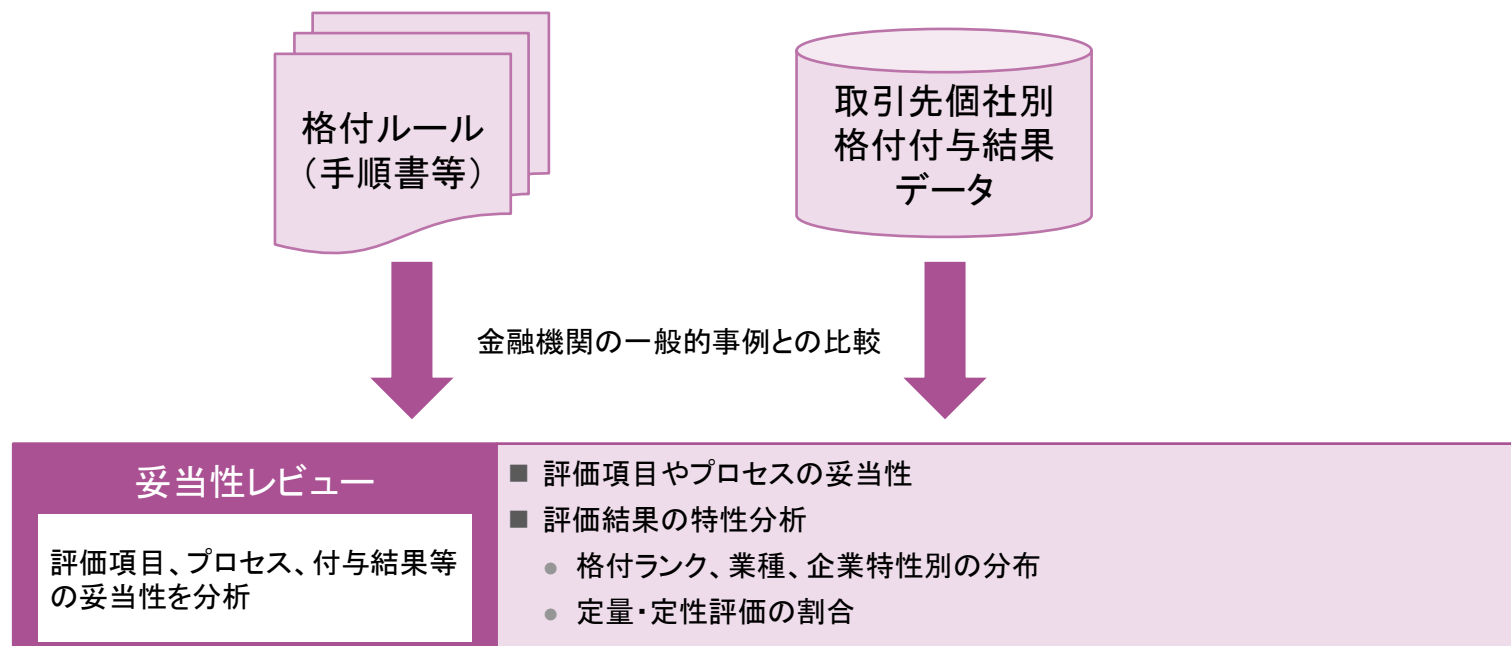 格付ルール
（手順書等）
取引先個社別
格付付与結果
データ
金融機関の一般的事例との比較
妥当性レビュー
評価項目、プロセス、付与結果等
の妥当性を分析
■ 評価項目やプロセスの妥当性
■ 評価結果の特性分析
● 格付ランク、業種、企業特性別の分布
● 定量・定性評価の割合